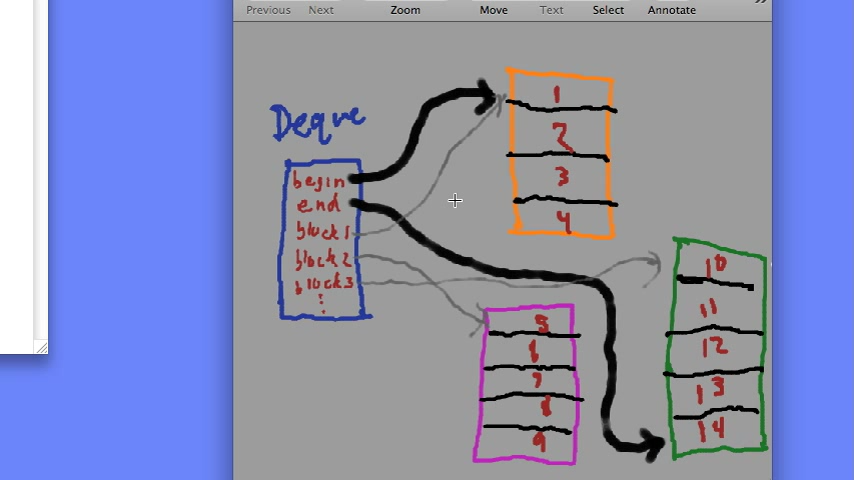 Previous Next Zoom Move Text Select Annotate
Deque
begin
end
block1
block2
block3
1
2
3
4
5
6
7
8
9
10
11
12
13
14